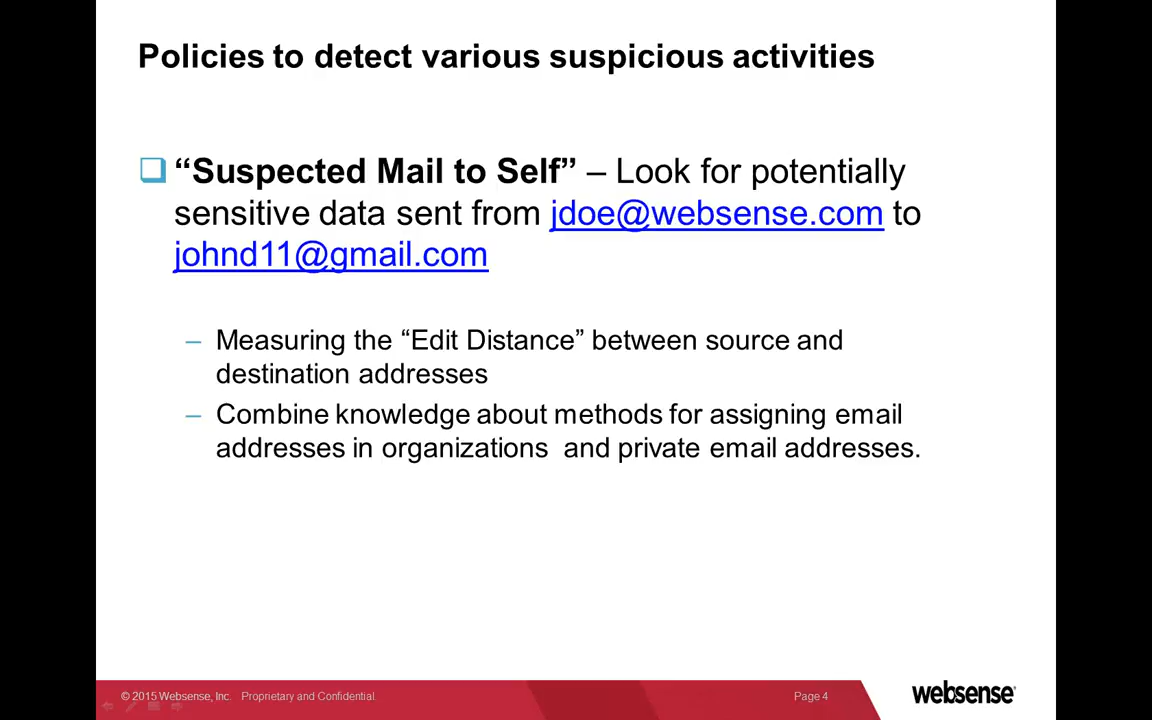 Policies to detect various suspicious activities
“Suspected Mail to Self” – Look for potentially
sensitive data sent from jdoe@websense.com to
johnd11@gmail.com
– Measuring the “Edit Distance” between source and
destination addresses
– Combine knowledge about methods for assigning email
addresses in organizations and private email addresses.
© 2015 Websense, Inc. Proprietary and Confidential.
Page 4
websense®